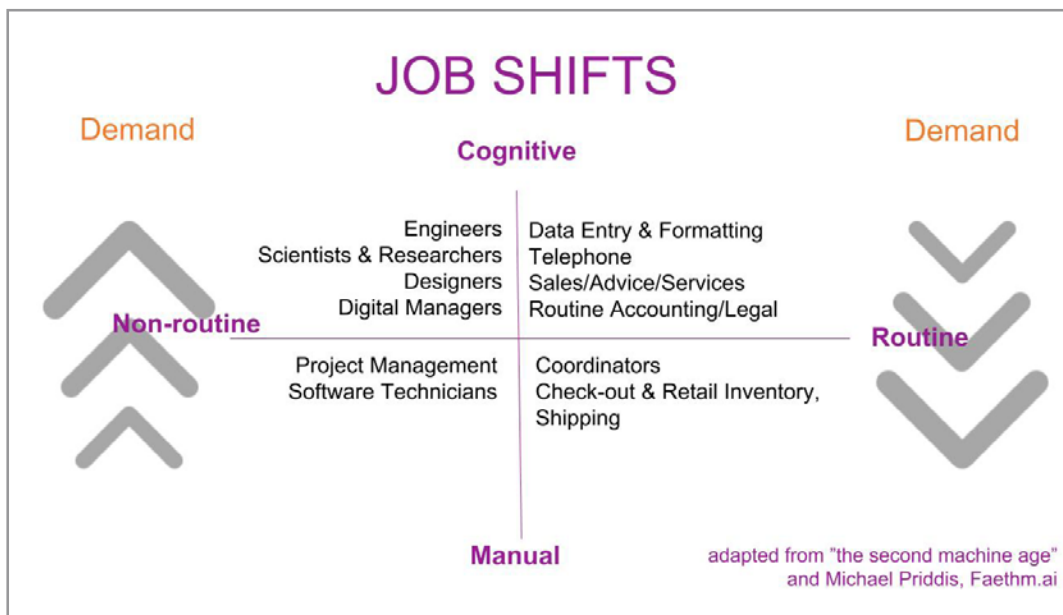 JOB SHIFTS
Demand
Demand
Cognitive
Engineers
Scientists & Researchers
Designers
Digital Managers
Data Entry & Formatting
Telephone
Sales/Advice/Services
Routine Accounting/Legal
Non-routine
Routine
Project Management
Software Technicians
Coordinators
Check-out & Retail Inventory,
Shipping
Manual
adapted from "the second machine age"
and Michael Priddis, Faethm.ai